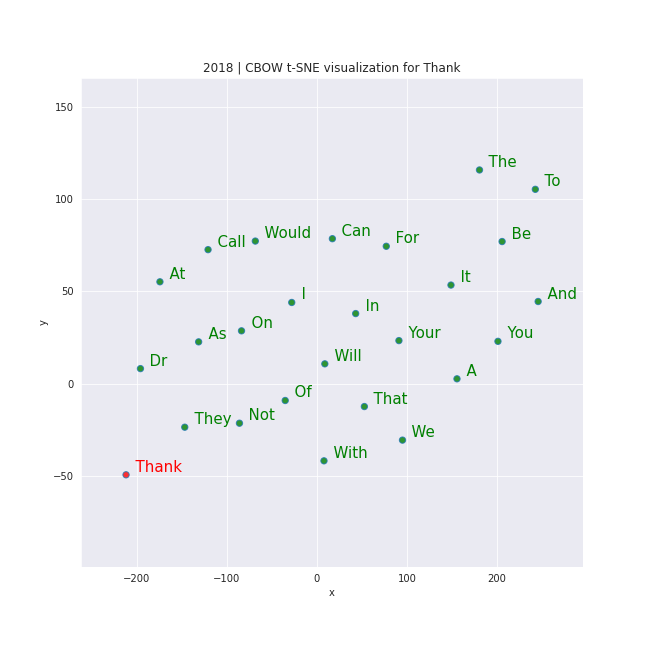 2018 | CBOW t-SNE visualization for Thank
150
The
To
100
Can
Would
For
Be
Call
At
It
50
I
And
In
On
As
Your
You
Will
Dr
A
0
Of
That
They
Not
We
With
Thank
−50
y
−200
−100
0
100
200
x